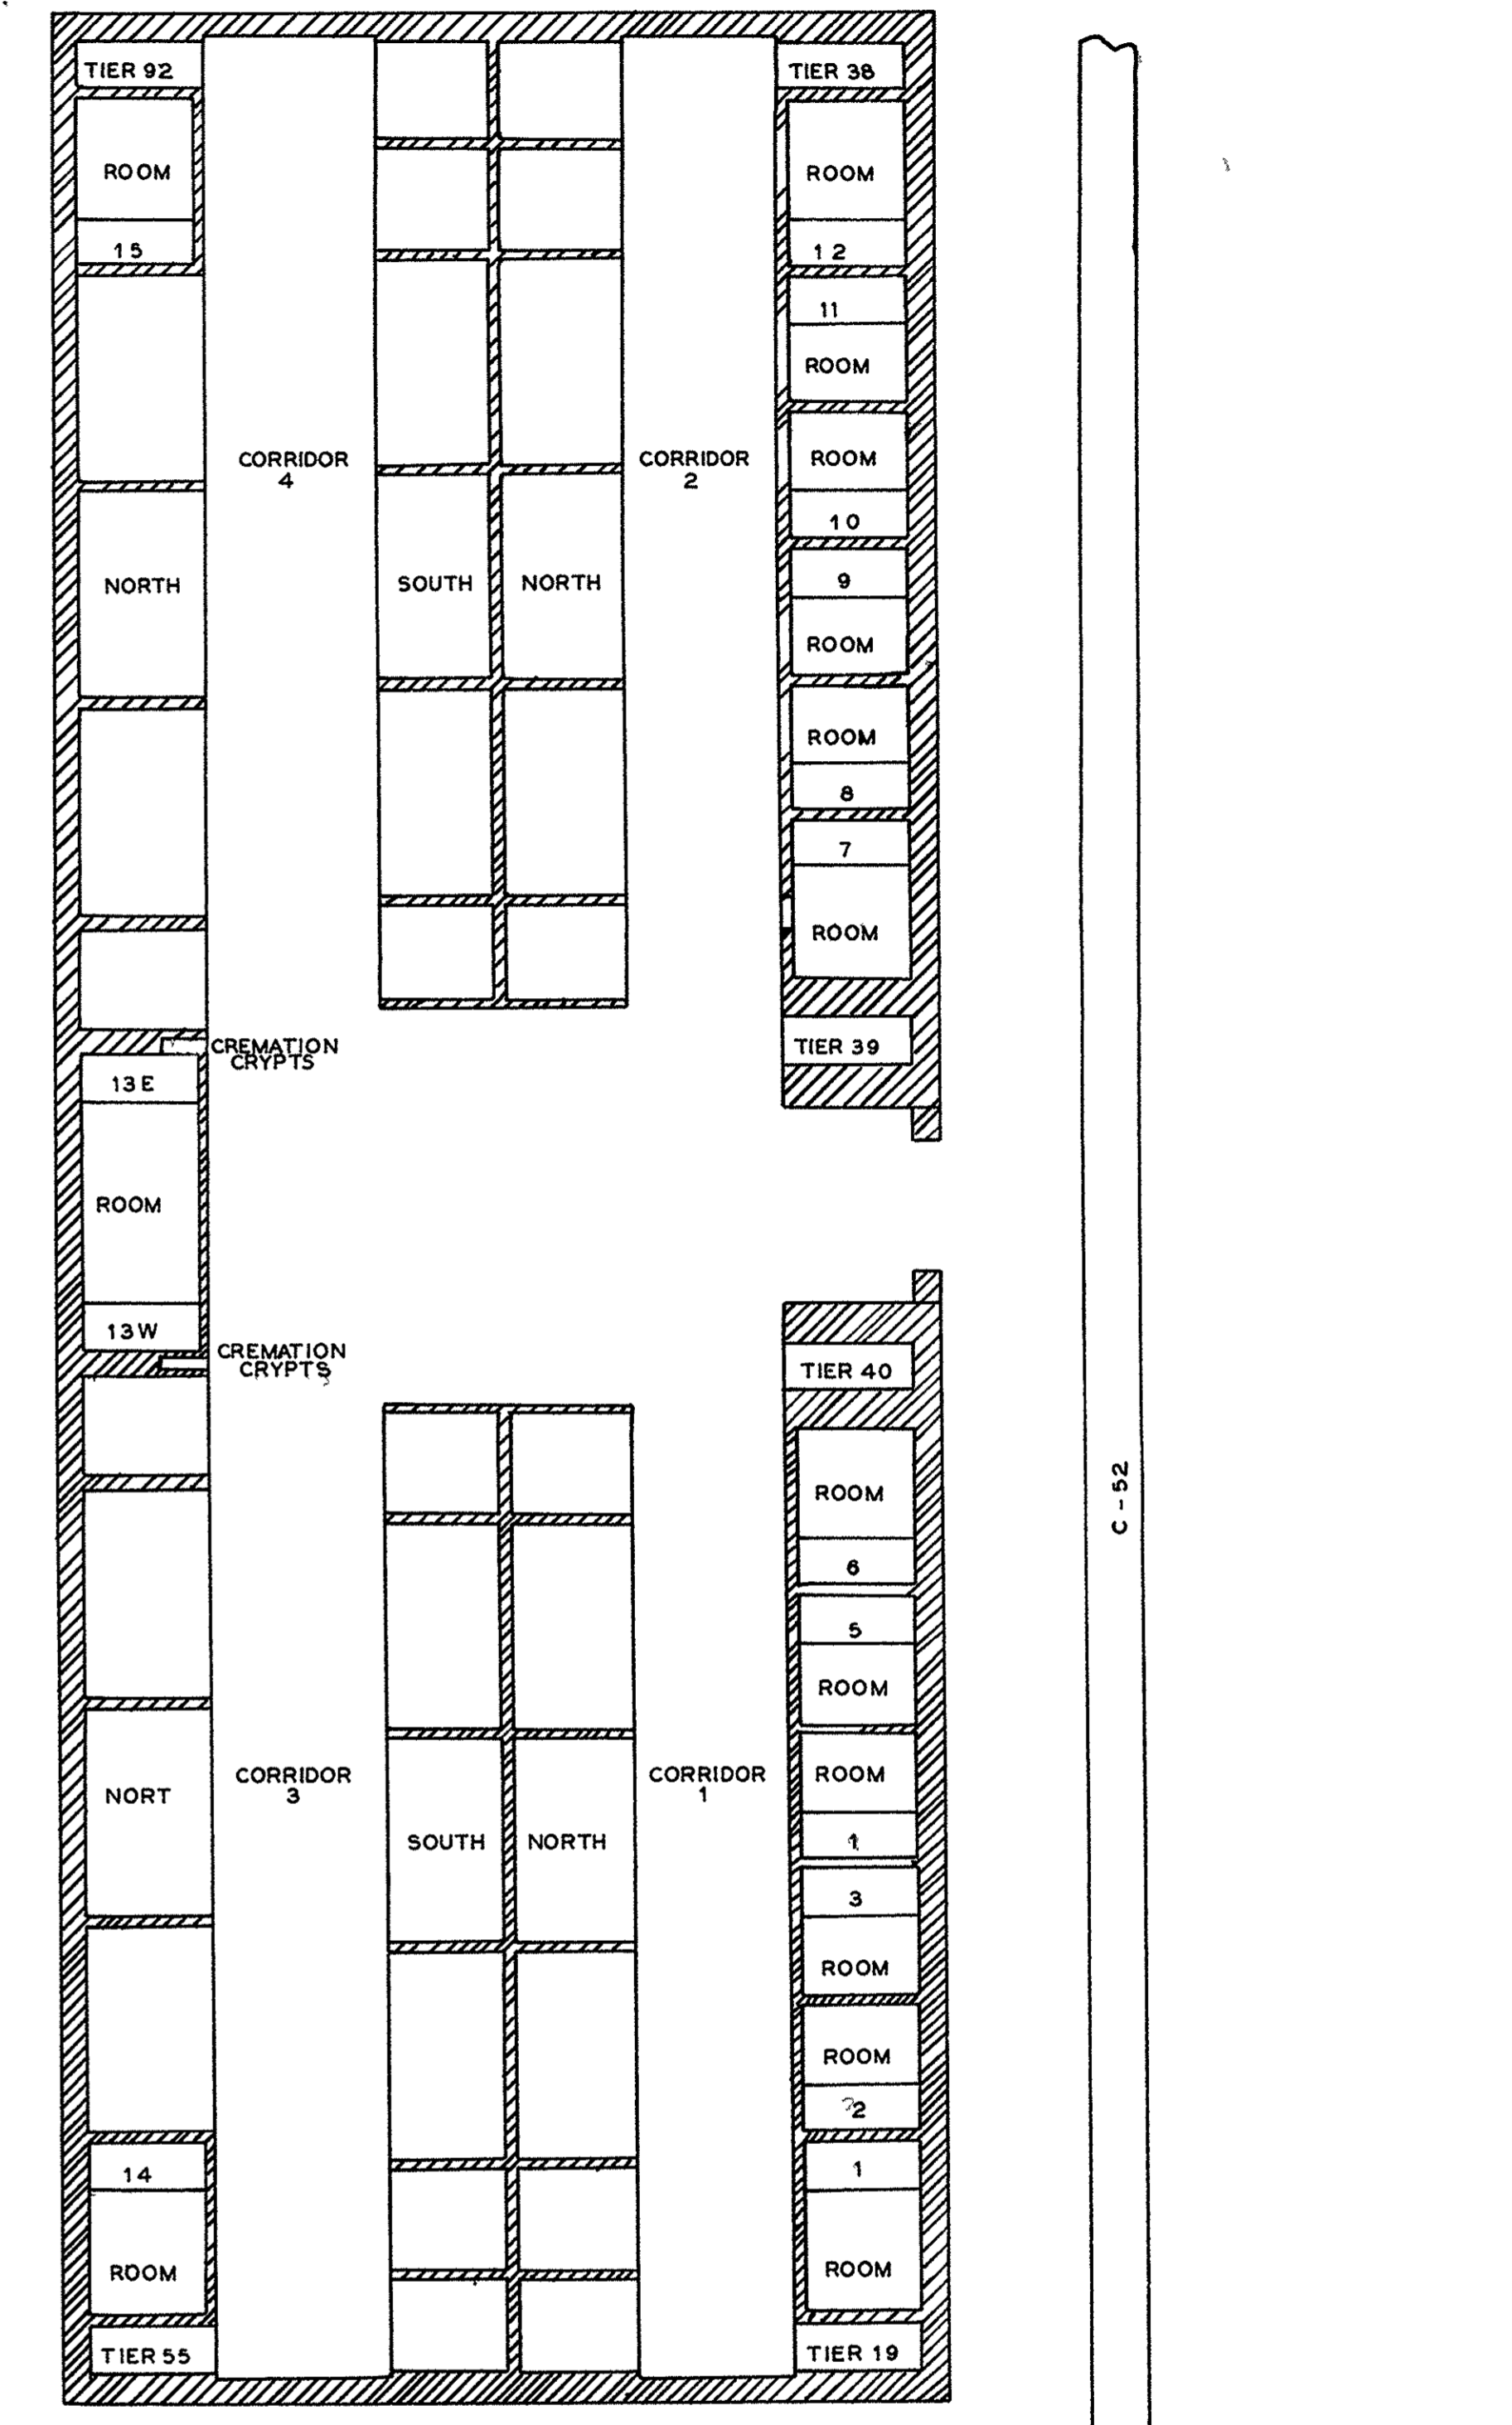 TIER 92
TIER 38
ROOM
ROOM
15
12
11
ROOM
CORRIDOR
4
CORRIDOR
2
ROOM
10
NORTH
SOUTH
NORTH
9
ROOM
ROOM
8
7
ROOM
CREMATION
CRYPTS
TIER 39
13E
ROOM
13W
CREMATION
CRYPTS
TIER 40
ROOM
C-52
6
5
ROOM
CORRIDOR
3
CORRIDOR
1
ROOM
NORT
SOUTH
NORTH
1
3
ROOM
ROOM
2
14
1
ROOM
ROOM
TIER 55
TIER 19